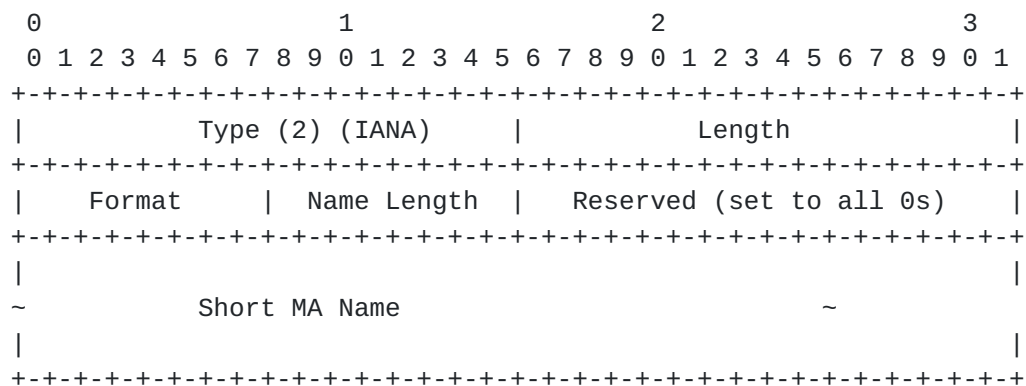 0                   1                   2                   3
 0 1 2 3 4 5 6 7 8 9 0 1 2 3 4 5 6 7 8 9 0 1 2 3 4 5 6 7 8 9 0 1
+-+-+-+-+-+-+-+-+-+-+-+-+-+-+-+-+-+-+-+-+-+-+-+-+-+-+-+-+-+-+-+-+
|           Type (2) (IANA)     |           Length              |
+-+-+-+-+-+-+-+-+-+-+-+-+-+-+-+-+-+-+-+-+-+-+-+-+-+-+-+-+-+-+-+-+
|    Format     |  Name Length  |   Reserved (set to all 0s)    |
+-+-+-+-+-+-+-+-+-+-+-+-+-+-+-+-+-+-+-+-+-+-+-+-+-+-+-+-+-+-+-+-+
|                                                               |
~           Short MA Name                           ~
|                                                               |
+-+-+-+-+-+-+-+-+-+-+-+-+-+-+-+-+-+-+-+-+-+-+-+-+-+-+-+-+-+-+-+-+